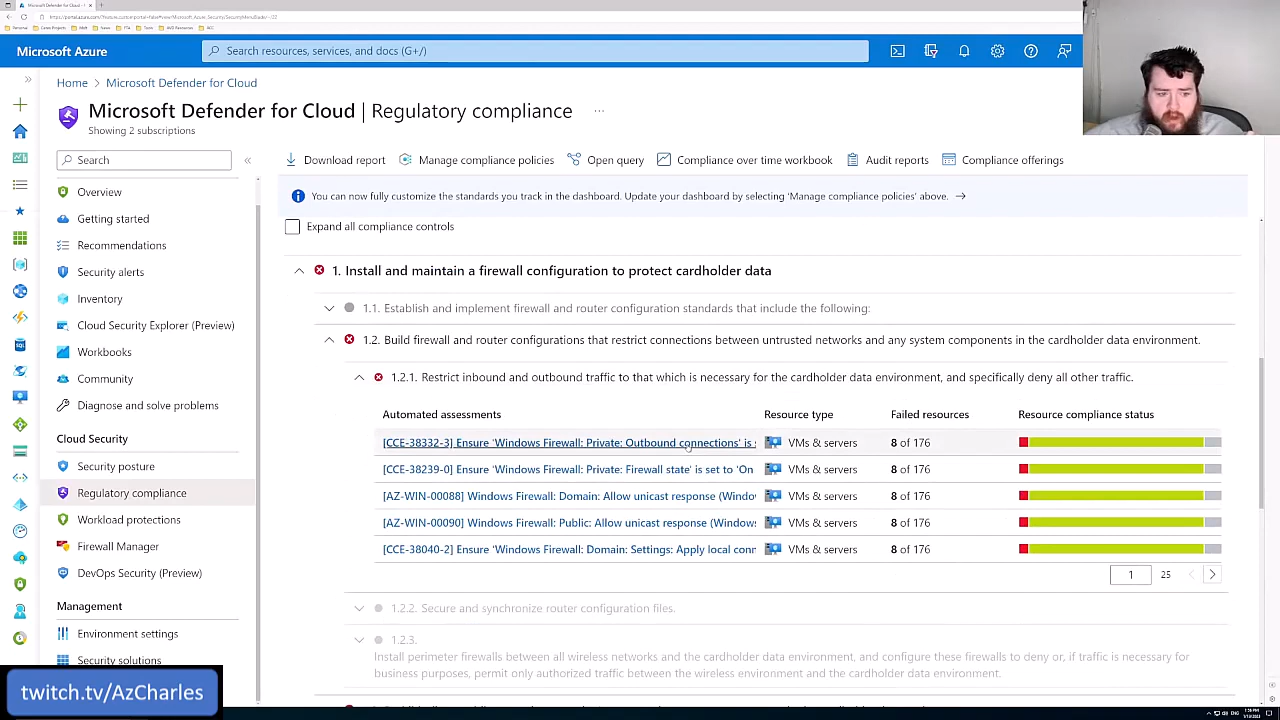 Microsoft Defender for Cloud -
Microsoft Azure
Search resources, services, and docs (G+/)
Home > Microsoft Defender for Cloud
Microsoft Defender for Cloud | Regulatory compliance ...
Showing 2 subscriptions
Search
Overview
Getting started
Recommendations
Security alerts
Inventory
Cloud Security Explorer (Preview)
Workbooks
Community
Diagnose and solve problems
Cloud Security
Security posture
Regulatory compliance
Workload protections
Firewall Manager
DevOps Security (Preview)
Management
Environment settings
Security solutions
Download report
Manage compliance policies
Open query
Compliance over time workbook
Audit reports
Compliance offerings
You can now fully customize the standards you track in the dashboard. Update your dashboard by selecting 'Manage compliance policies' above. →
Expand all compliance controls
1. Install and maintain a firewall configuration to protect cardholder data
1.1. Establish and implement firewall and router configuration standards that include the following:
1.2. Build firewall and router configurations that restrict connections between untrusted networks and any system components in the cardholder data environment.
1.2.1. Restrict inbound and outbound traffic to that which is necessary for the cardholder data environment, and specifically deny all other traffic.
Automated assessments Resource type Failed resources Resource compliance status
[CCE-38332-3] Ensure 'Windows Firewall: Private: Outbound connections' is VMs & servers 8 of 176
[CCE-38239-0] Ensure 'Windows Firewall: Private: Firewall state' is set to 'On VMs & servers 8 of 176
[AZ-WIN-00088] Windows Firewall: Domain: Allow unicast response (Windo VMs & servers 8 of 176
[AZ-WIN-00090] Windows Firewall: Public: Allow unicast response (Window VMs & servers 8 of 176
[CCE-38040-2] Ensure 'Windows Firewall: Domain: Settings: Apply local conn VMs & servers 8 of 176
1 25
1.2.2. Secure and synchronize router configuration files.
1.2.3.
Install perimeter firewalls between all wireless networks and the cardholder data environment, and configure these firewalls to deny or, if traffic is necessary for
business purposes, permit only authorized traffic between the wireless environment and the cardholder data environment.
twitch.tv/AzCharles